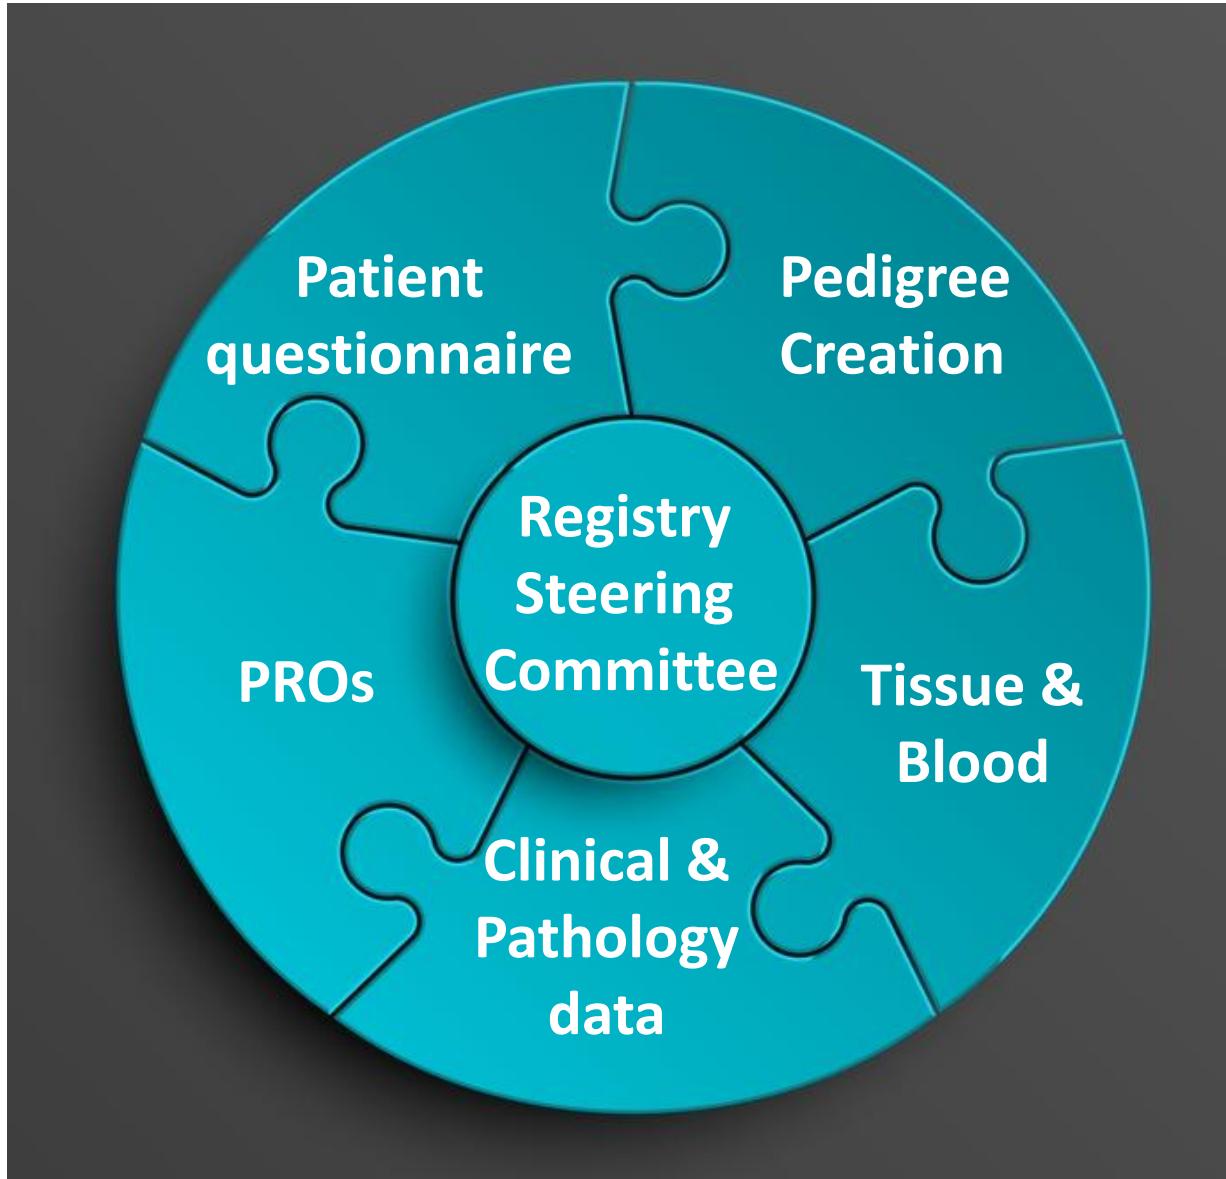 Patient
questionnaire
Pedigree
Creation
Registry
Steering
Committee
PROs
Tissue &
Blood
Clinical &
Pathology
data